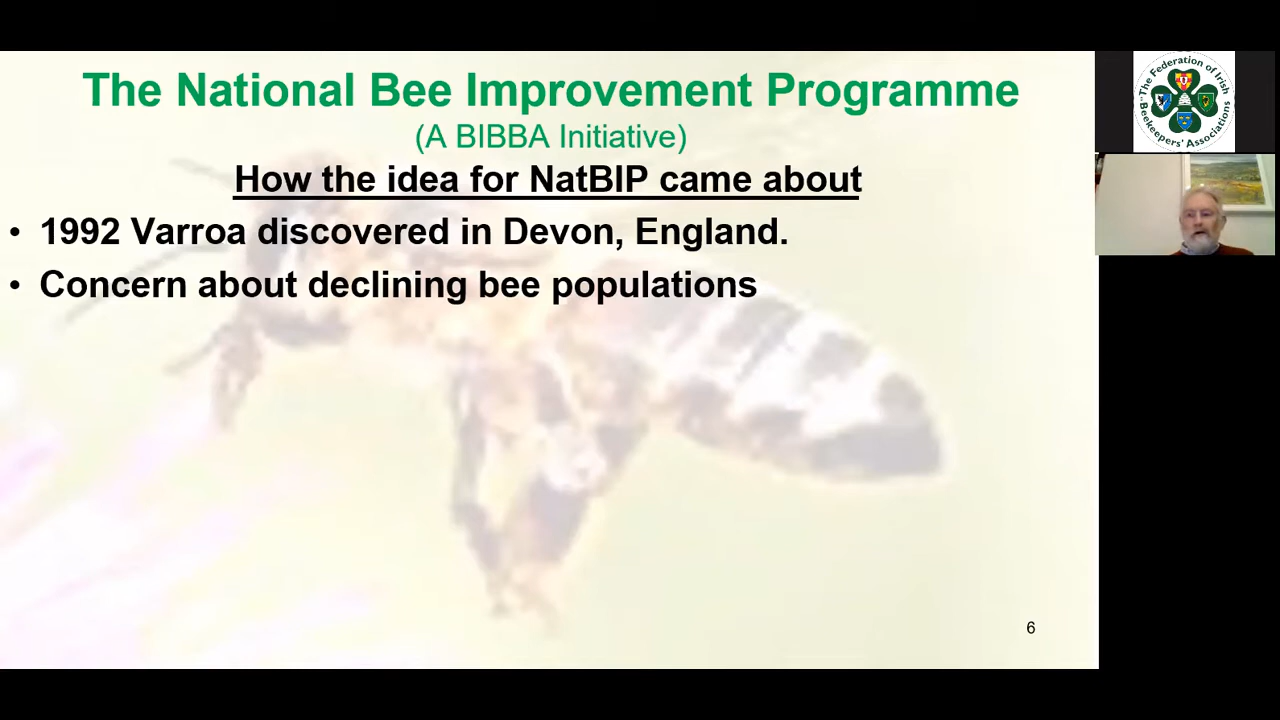 The National Bee Improvement Programme
(A BIBBA Initiative)
How the idea for NatBIP came about
• 1992 Varroa discovered in Devon, England.
• Concern about declining bee populations
6
"The Federation of Irish
Beekeepers' Associations"